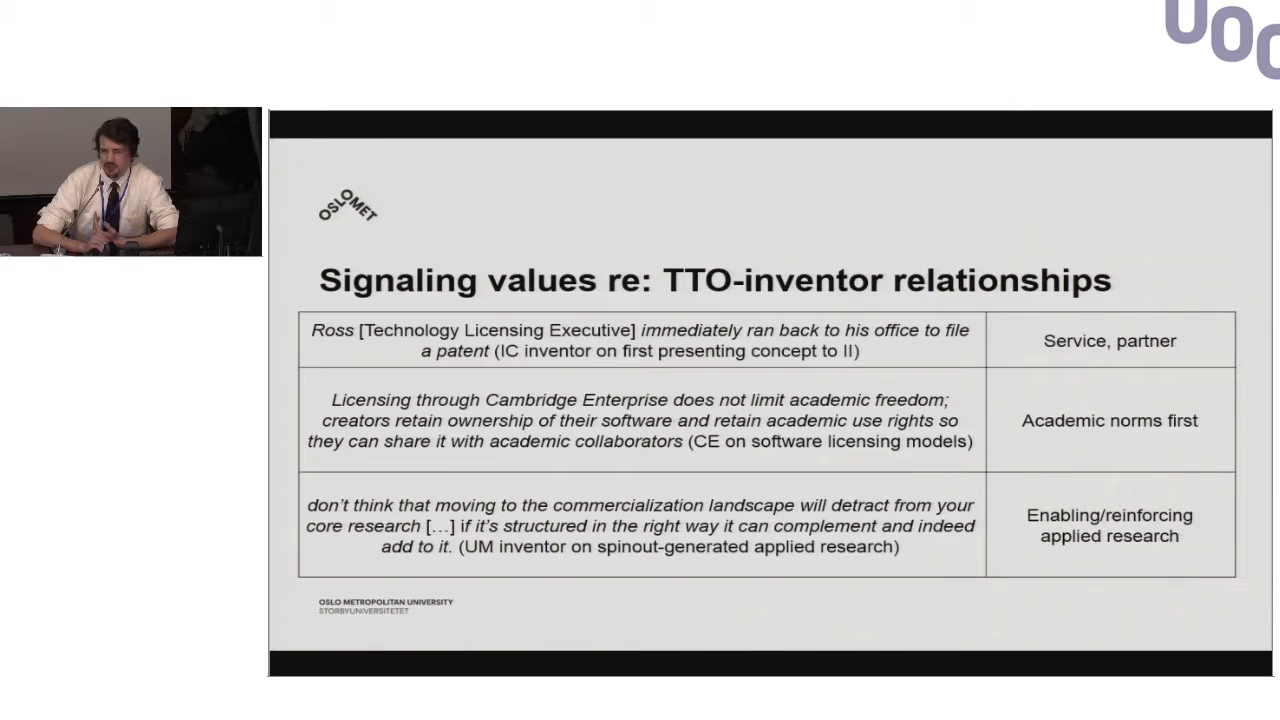 UOC
OSLOMET
Signaling values re: TTO-inventor relationships
Ross [Technology Licensing Executive] immediately ran back to his office to file
a patent (IC inventor on first presenting concept to II)
Service, partner
Licensing through Cambridge Enterprise does not limit academic freedom;
creators retain ownership of their software and retain academic use rights so
they can share it with academic collaborators (CE on software licensing models)
Academic norms first
don't think that moving to the commercialization landscape will detract from your
core research […] if it's structured in the right way it can complement and indeed
add to it. (UM inventor on spinout-generated applied research)
Enabling/reinforcing
applied research
OSLO METROPOLITAN UNIVERSITY
STORBYUNIVERSITETET